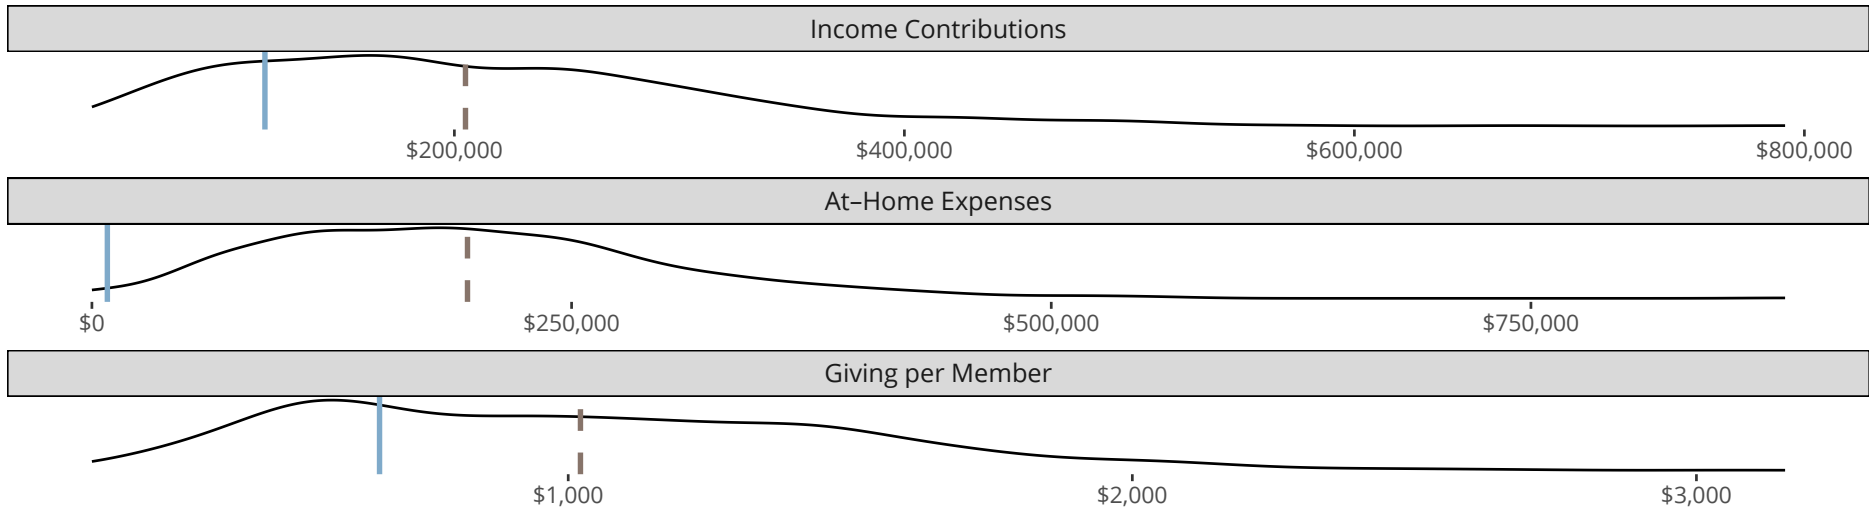 Income Contributions
$200,000 $400,000 $600,000 $800,000
At–Home Expenses
$0 $250,000 $500,000 $750,000
Giving per Member
$1,000 $2,000 $3,000